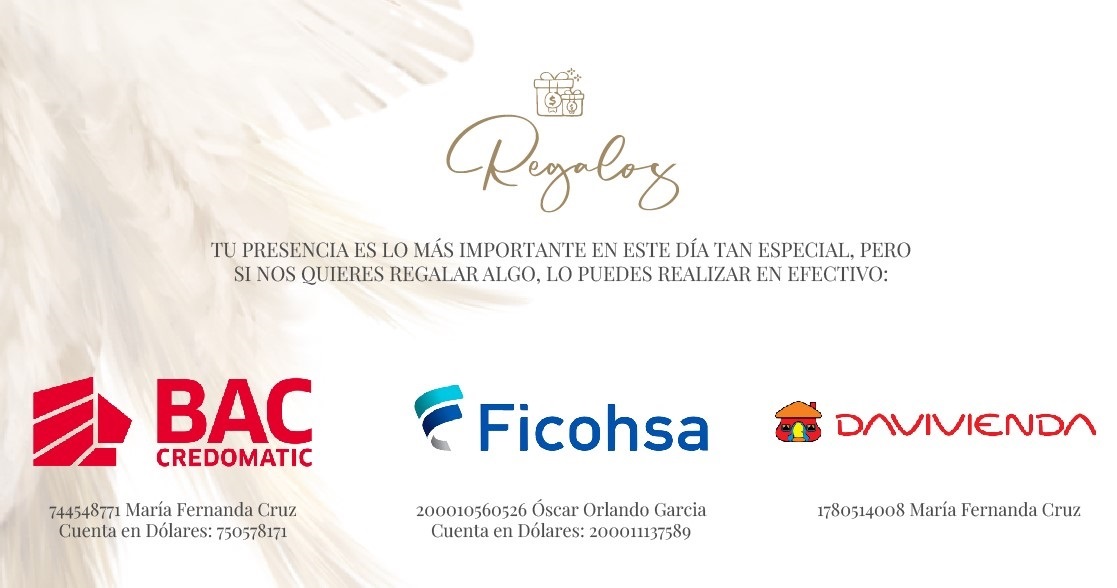 Regalos
TU PRESENCIA ES LO MÁS IMPORTANTE EN ESTE DÍA TAN ESPECIAL, PERO
SI NOS QUIERES REGALAR ALGO, LO PUEDES REALIZAR EN EFECTIVO:
BAC
CREDOMATIC
744548771 María Fernanda Cruz
Cuenta en Dólares: 750578171
Ficohsa
200010560526 Óscar Orlando Garcia
Cuenta en Dólares: 200011137589
DAVIVIENDA
1780514008 María Fernanda Cruz